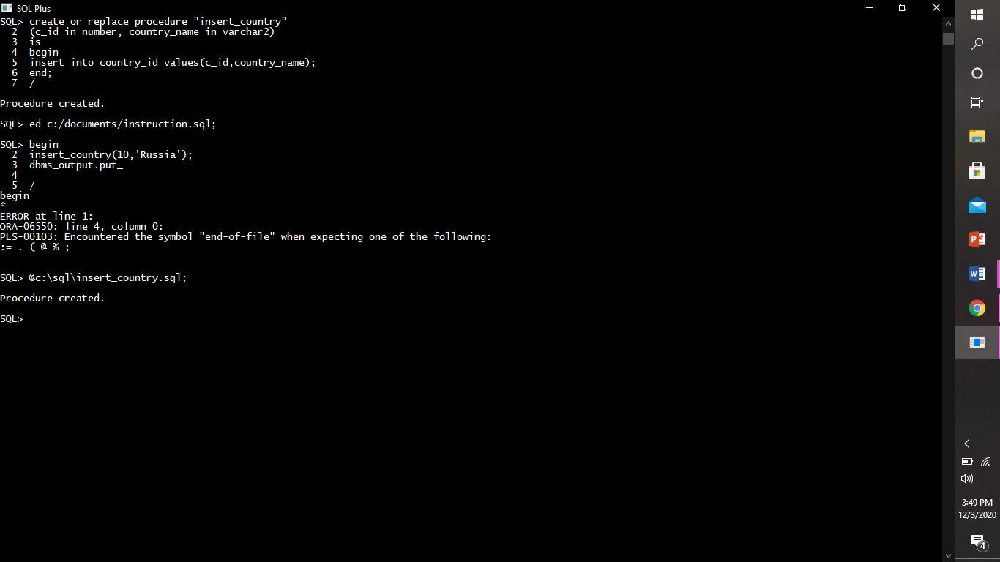 SQL Plus
SQL> create or replace procedure "insert_country"
  2  (c_id in number, country_name in varchar2)
  3  is
  4  begin
  5  insert into country_id values(c_id,country_name);
  6  end;
  7  /
Procedure created.
SQL> ed c:/documents/instruction.sql;
SQL> begin
  2  insert_country(10,'Russia');
  3  dbms_output.put_
  4
  5  /
begin
*
ERROR at line 1:
ORA-06550: line 4, column 0:
PLS-00103: Encountered the symbol "end-of-file" when expecting one of the following:
:= . ( @ % ;
SQL> @c:\sql\insert_country.sql;
Procedure created.
SQL>
3:49 PM
12/3/2020
4